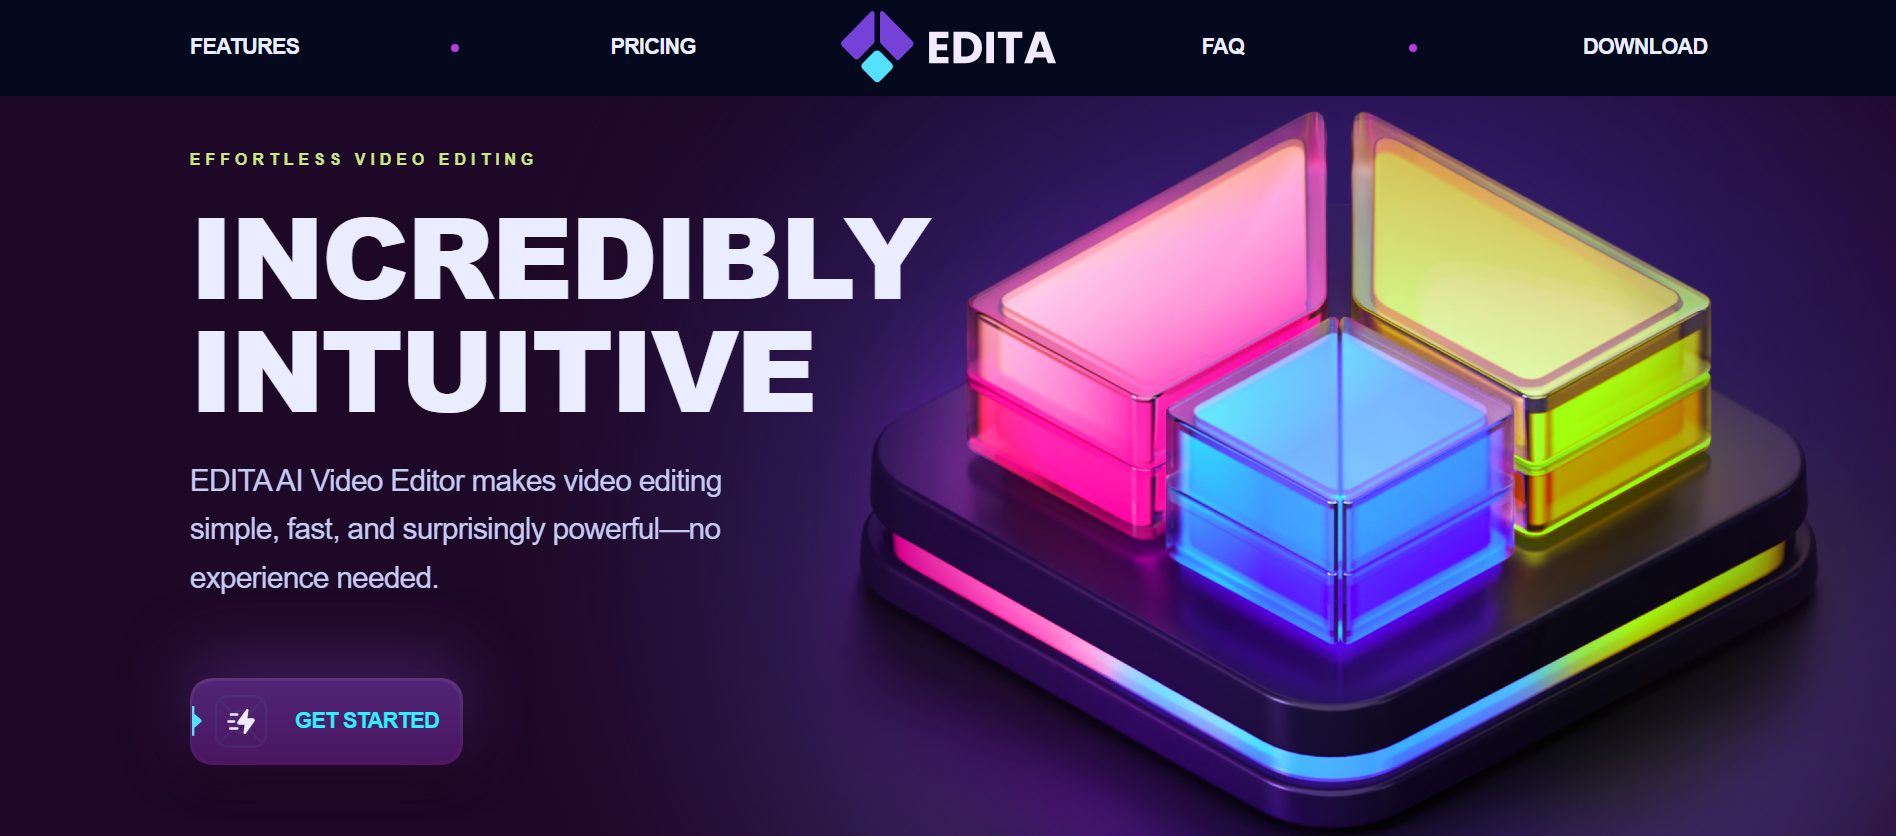 FEATURES
PRICING
EDITA
FAQ
DOWNLOAD
EFFORTLESS VIDEO EDITING
INCREDIBLY
INTUITIVE
EDITA AI Video Editor makes video editing
simple, fast, and surprisingly powerful—no
experience needed.
GET STARTED